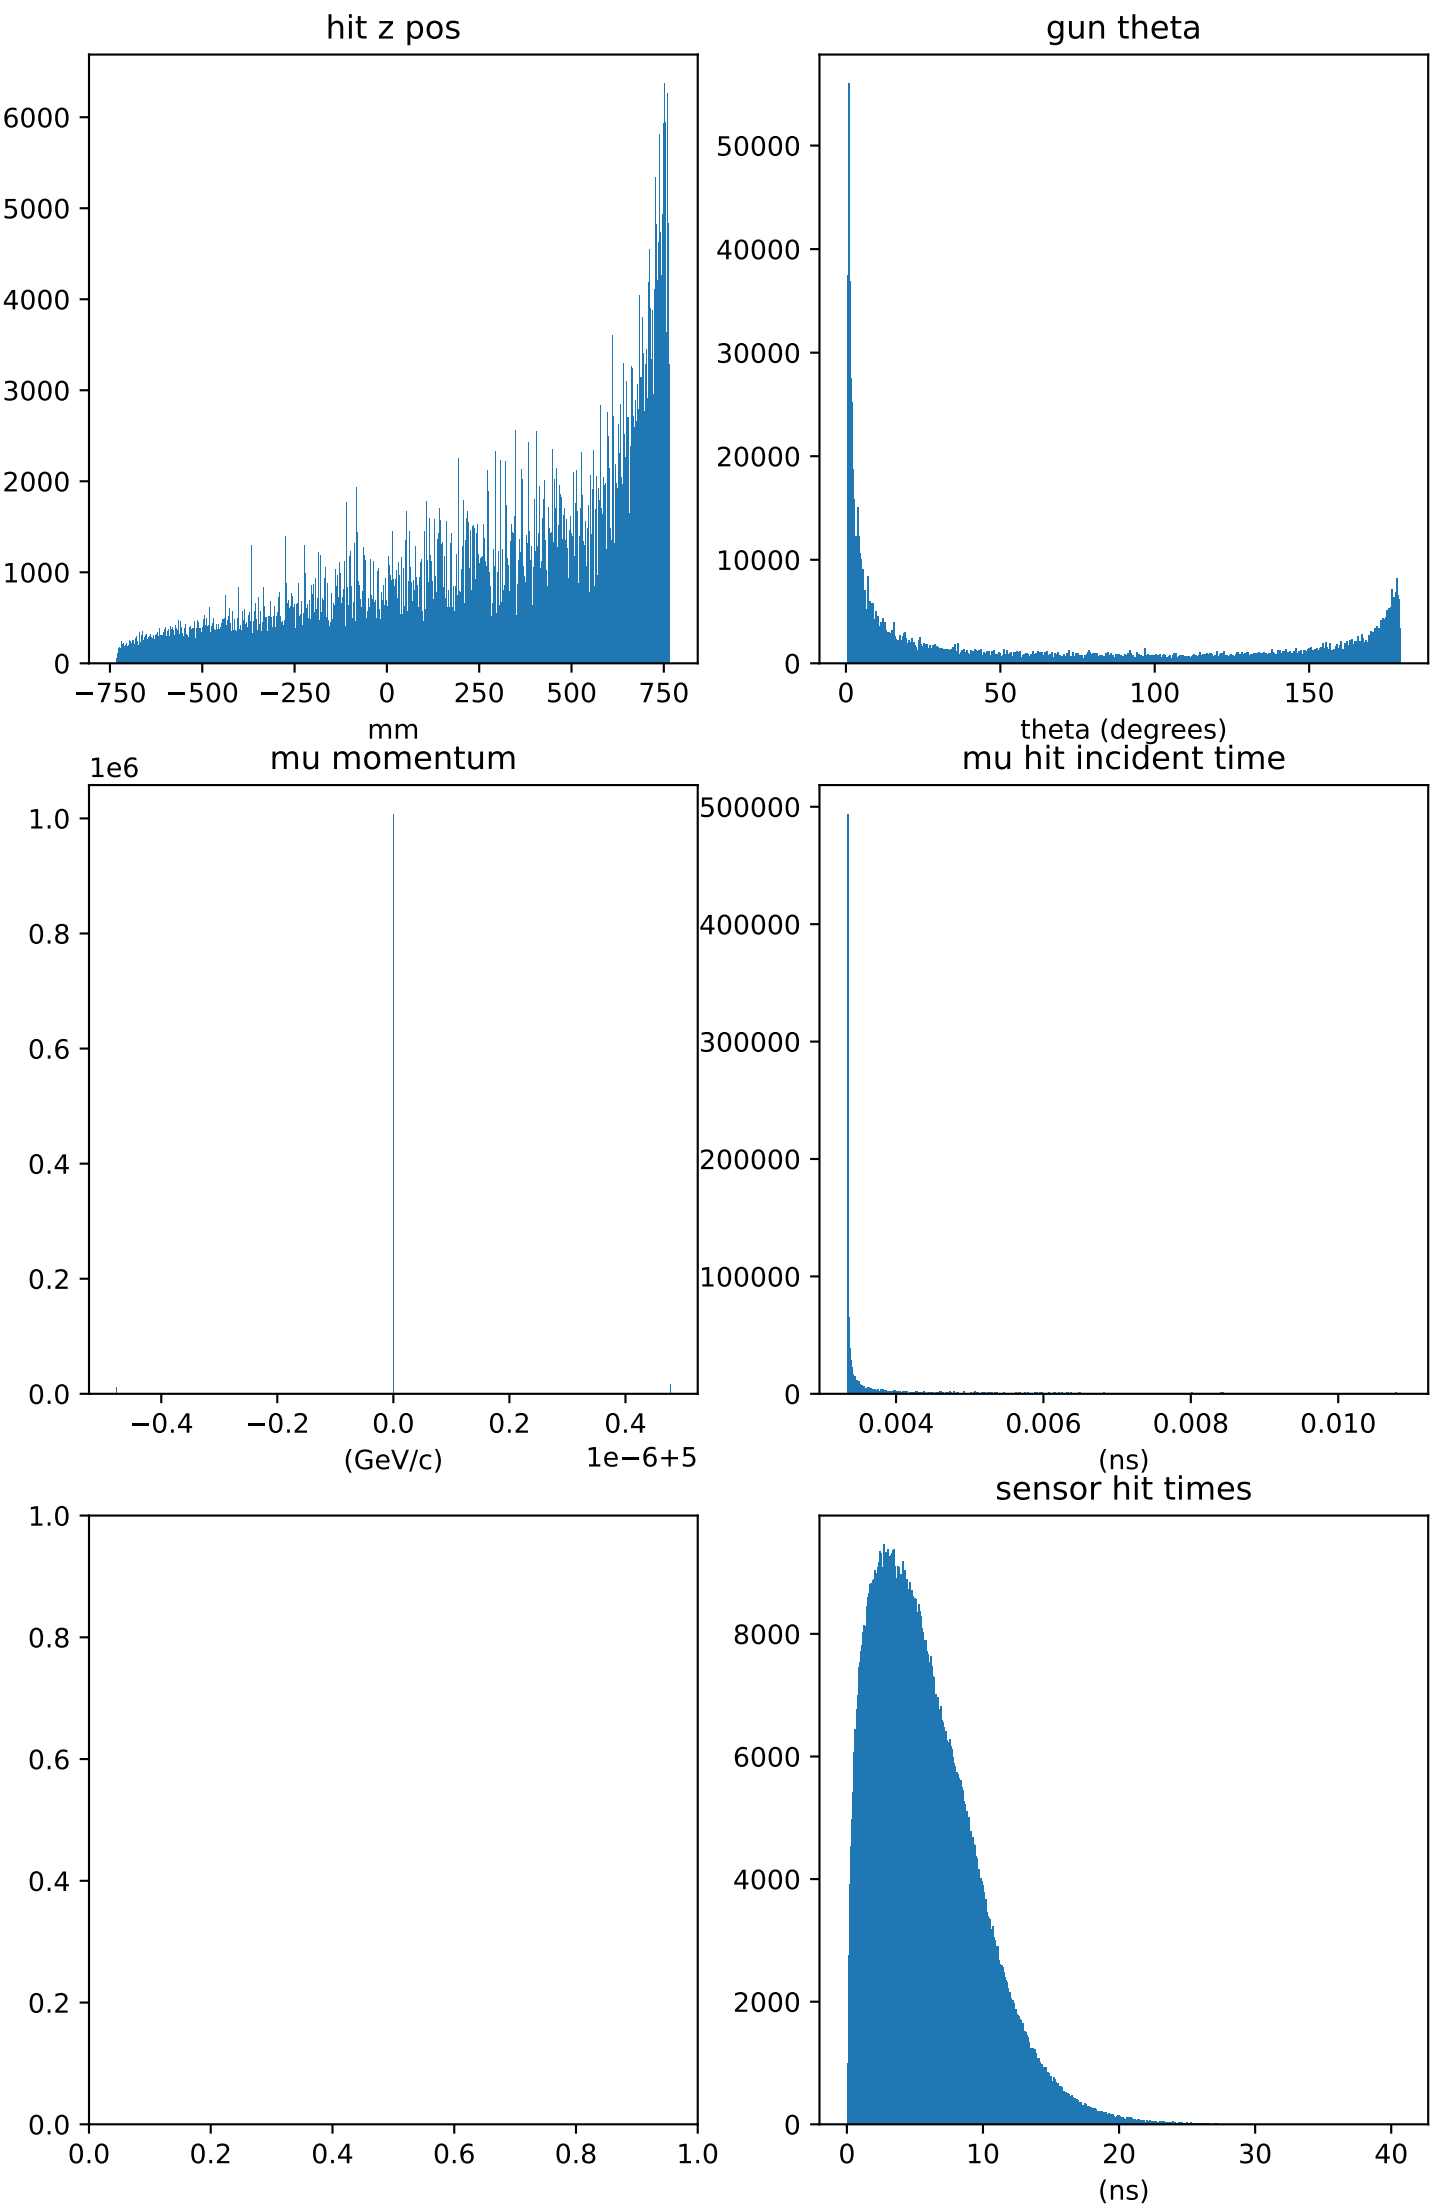 hit z pos
6000
5000
4000
3000
2000
1000
0
−750 −500 −250 0 250 500 750
mm
gun theta
50000
40000
30000
20000
10000
0
0 50 100 150
theta (degrees)
mu momentum
1e6
1.0
0.8
0.6
0.4
0.2
0.0
−0.4 −0.2 0.0 0.2 0.4
(GeV/c)
1e−6+5
mu hit incident time
500000
400000
300000
200000
100000
0
0.004 0.006 0.008 0.010
(ns)
1.0
0.8
0.6
0.4
0.2
0.0
0.0 0.2 0.4 0.6 0.8 1.0
sensor hit times
8000
6000
4000
2000
0
0 10 20 30 40
(ns)